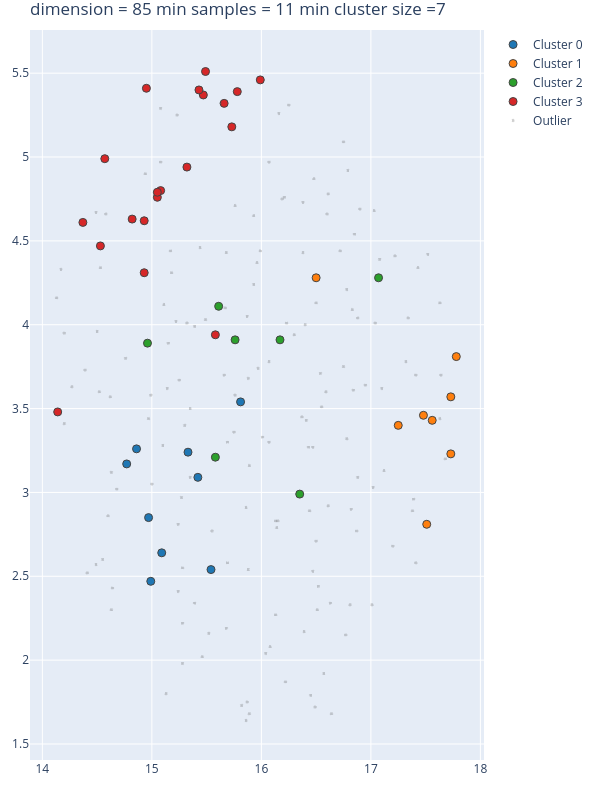 dimension = 85 min samples = 11 min cluster size =7
Cluster 0
Cluster 1
Cluster 2
Cluster 3
Outlier
5.5
5
4.5
4
3.5
3
2.5
2
1.5
14 15 16 17 18